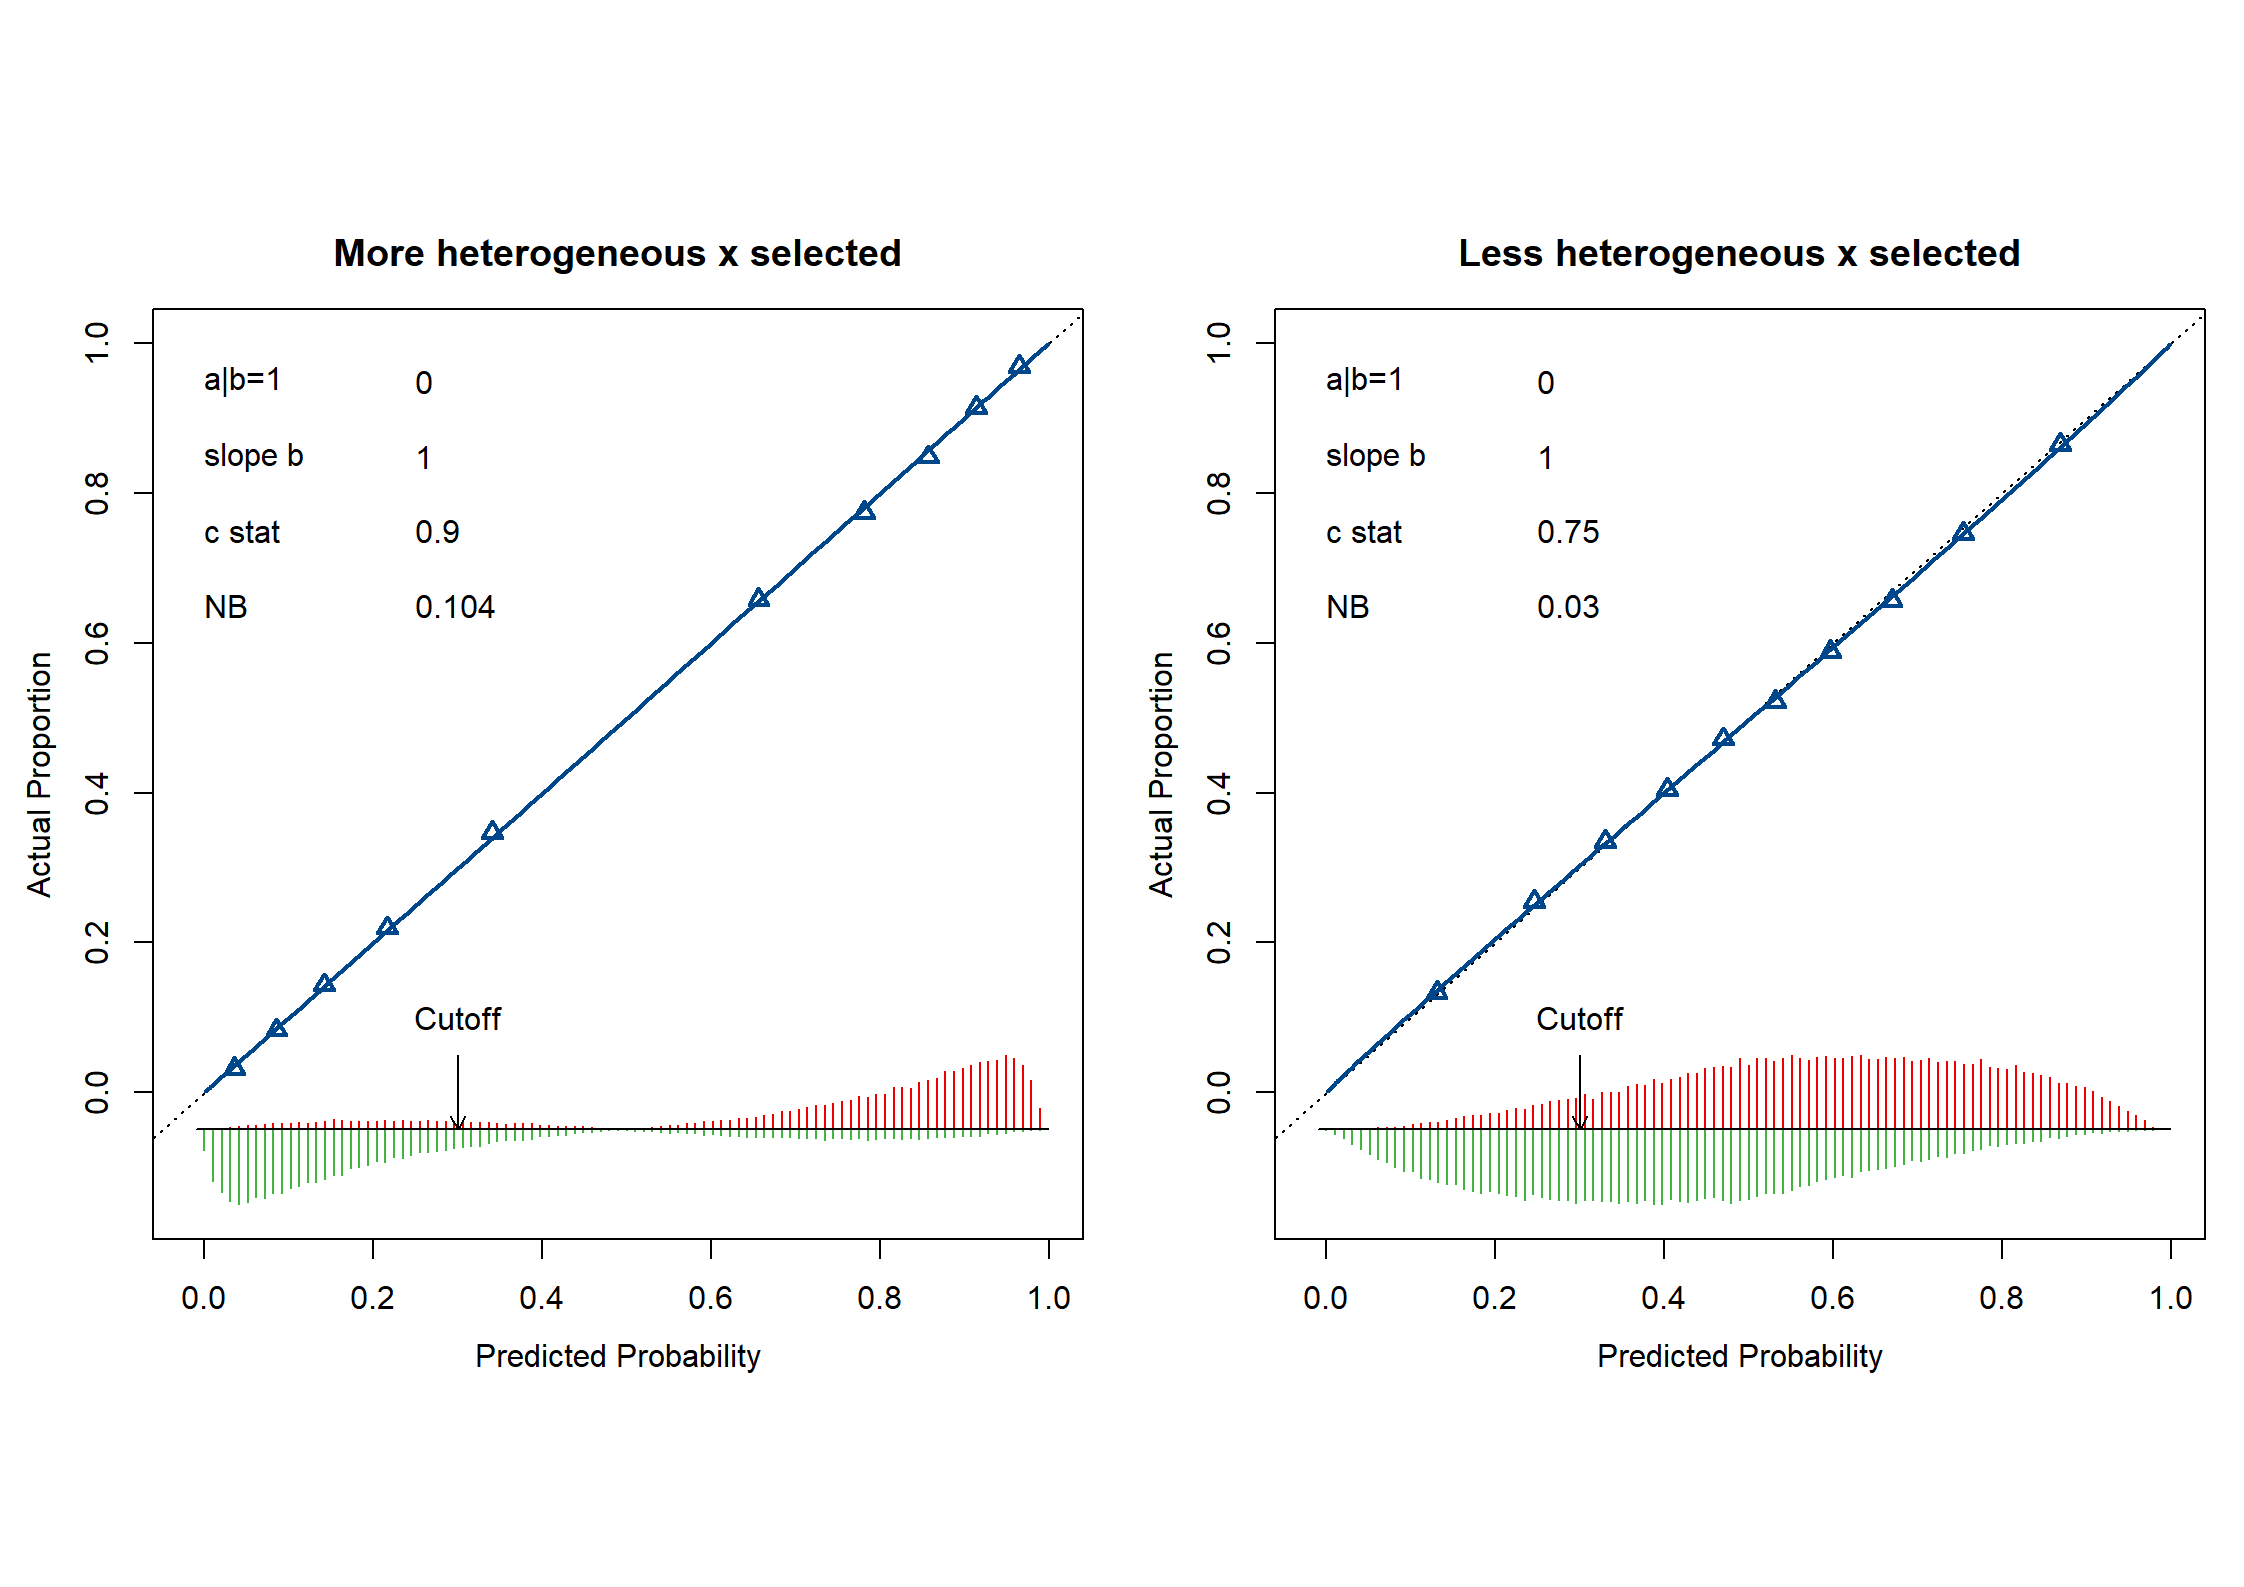 More heterogeneous x selected
a|b=1 0
slope b 1
c stat 0.9
NB 0.104
Cutoff
Actual Proportion
0.0 0.2 0.4 0.6 0.8 1.0
0.0 0.2 0.4 0.6 0.8 1.0
Predicted Probability
Less heterogeneous x selected
a|b=1 0
slope b 1
c stat 0.75
NB 0.03
Cutoff
Actual Proportion
0.0 0.2 0.4 0.6 0.8 1.0
0.0 0.2 0.4 0.6 0.8 1.0
Predicted Probability